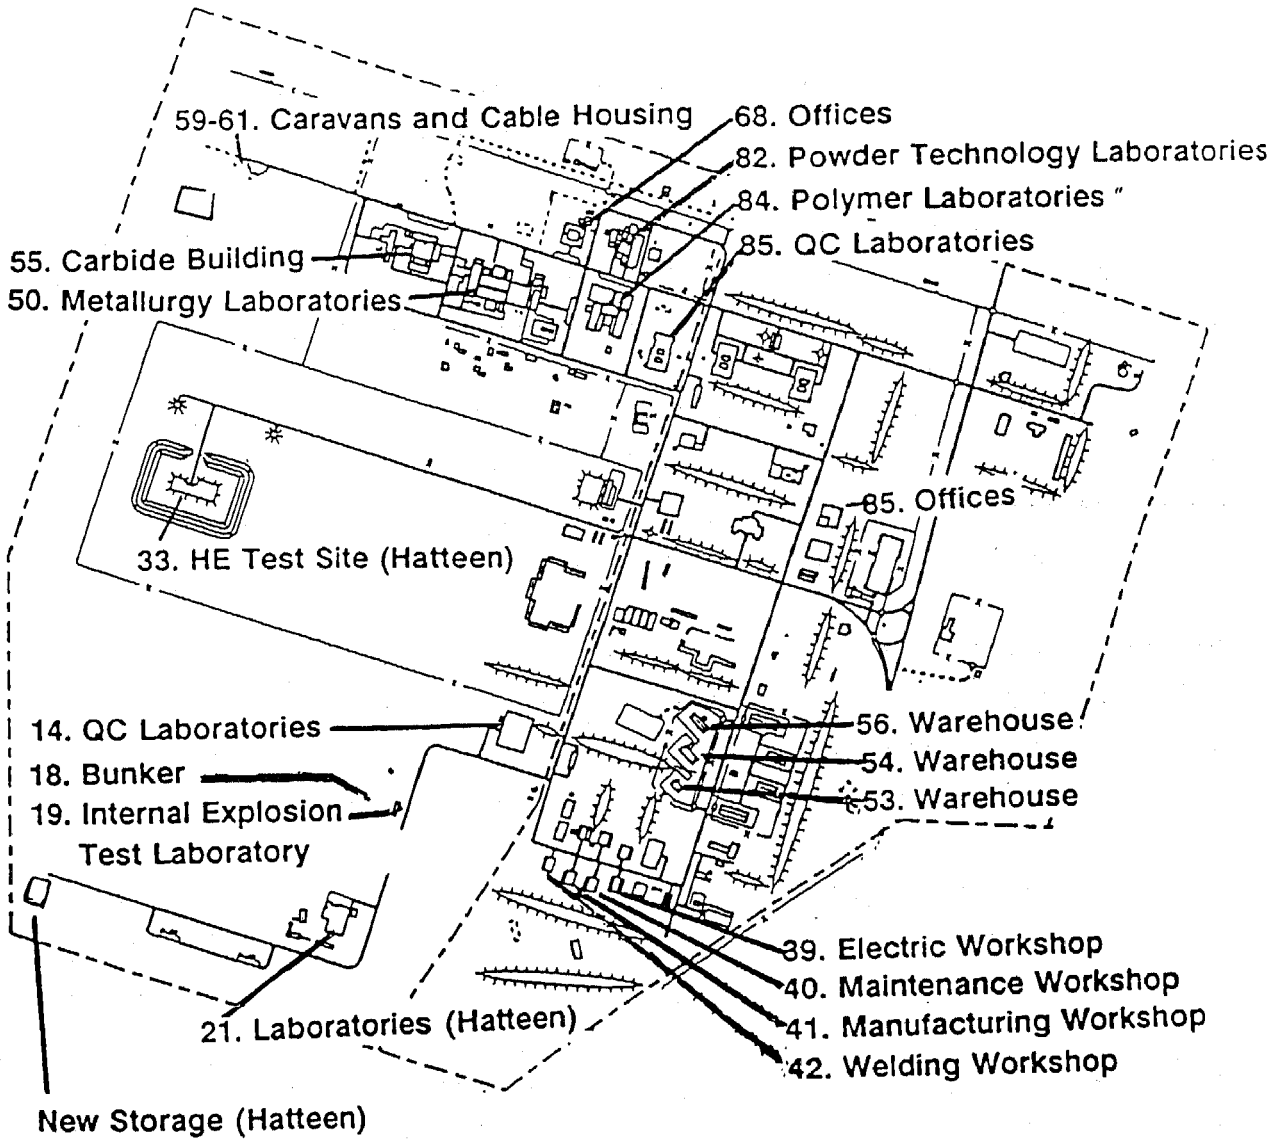 59-61. Caravans and Cable Housing
68. Offices
82. Powder Technology Laboratories
84. Polymer Laboratories "
85. QC Laboratories
55. Carbide Building
50. Metallurgy Laboratories
85. Offices
33. HE Test Site (Hatteen)
14. QC Laboratories
56. Warehouse
18. Bunker
54. Warehouse
19. Internal Explosion
Test Laboratory
53. Warehouse
39. Electric Workshop
40. Maintenance Workshop
21. Laboratories (Hatteen)
41. Manufacturing Workshop
42. Welding Workshop
New Storage (Hatteen)